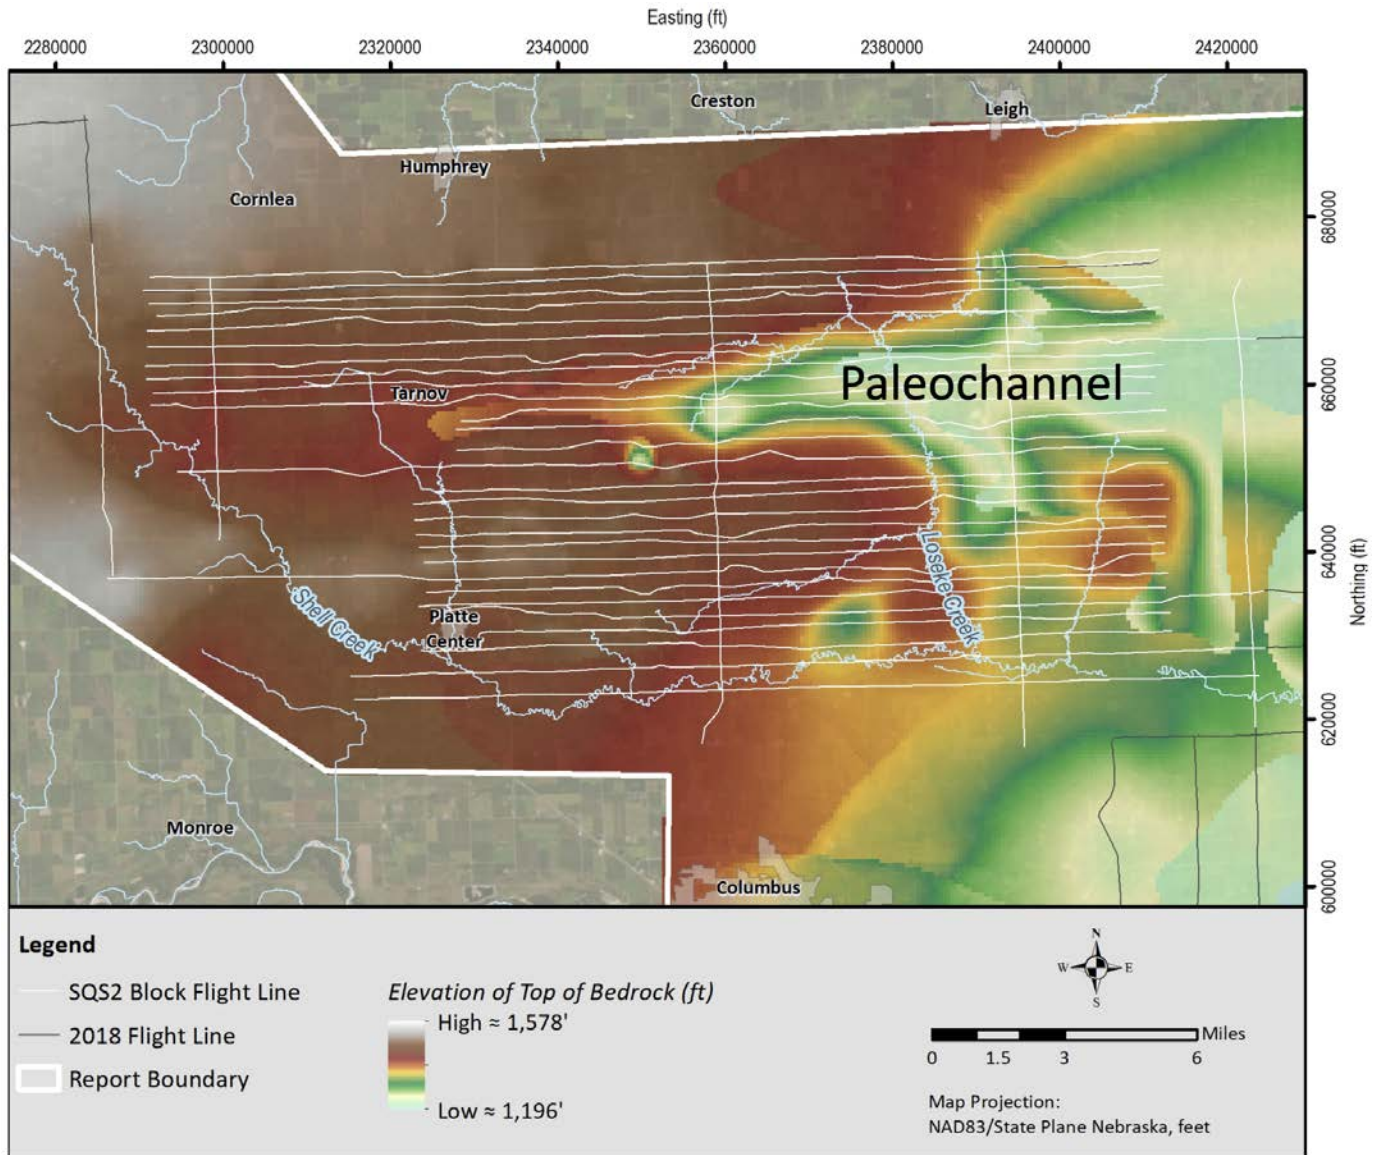 Easting (ft)
2280000 2300000 2320000 2340000 2360000 2380000 2400000 2420000
Creston
Leigh
Humphrey
Cornlea
680000
Paleochannel
660000
Tarnov
640000
Northing (ft)
Loseke Creek
Shell Creek
Platte
Center
620000
Monroe
Columbus
600000
Legend
SQS2 Block Flight Line
2018 Flight Line
Report Boundary
Elevation of Top of Bedrock (ft)
High ≈ 1,578'
Low ≈ 1,196'
N
W E
S
Miles
0 1.5 3 6
Map Projection:
NAD83/State Plane Nebraska, feet